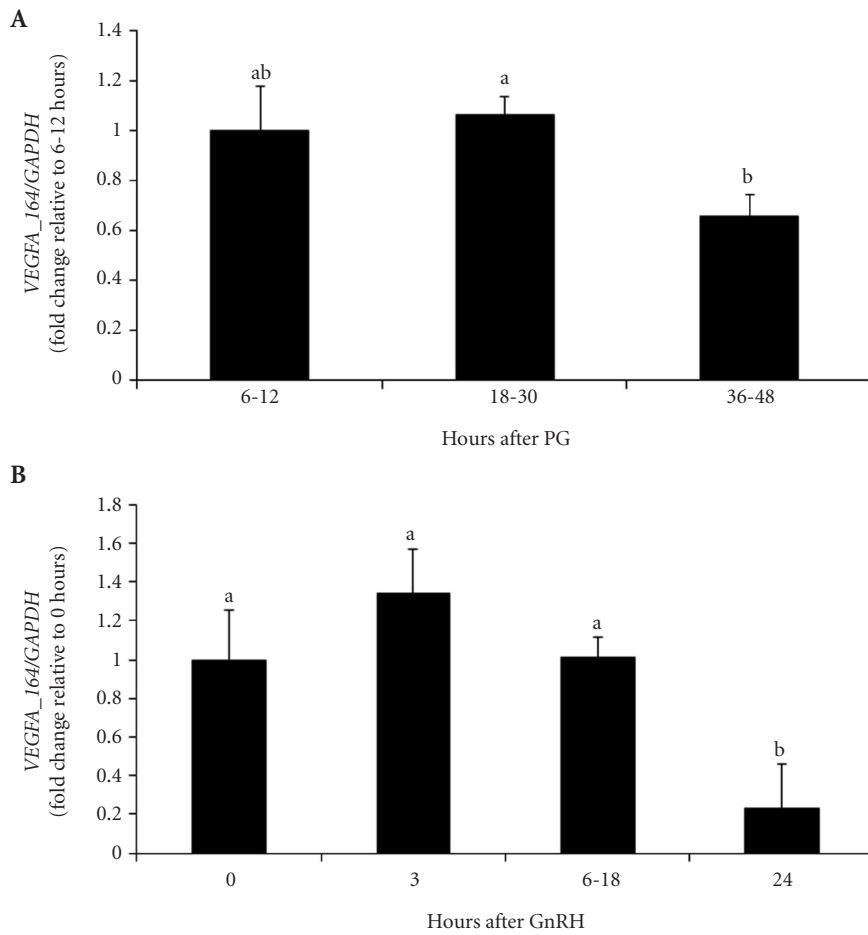 A
VEGFA_164/GAPDH
(fold change relative to 6-12 hours)
1.4
1.2
1
0.8
0.6
0.4
0.2
0
ab
a
b
6-12 18-30 36-48
Hours after PG
B
VEGFA_164/GAPDH
(fold change relative to 0 hours)
1.8
1.6
1.4
1.2
1
0.8
0.6
0.4
0.2
0
a
a
a
b
0 3 6-18 24
Hours after GnRH